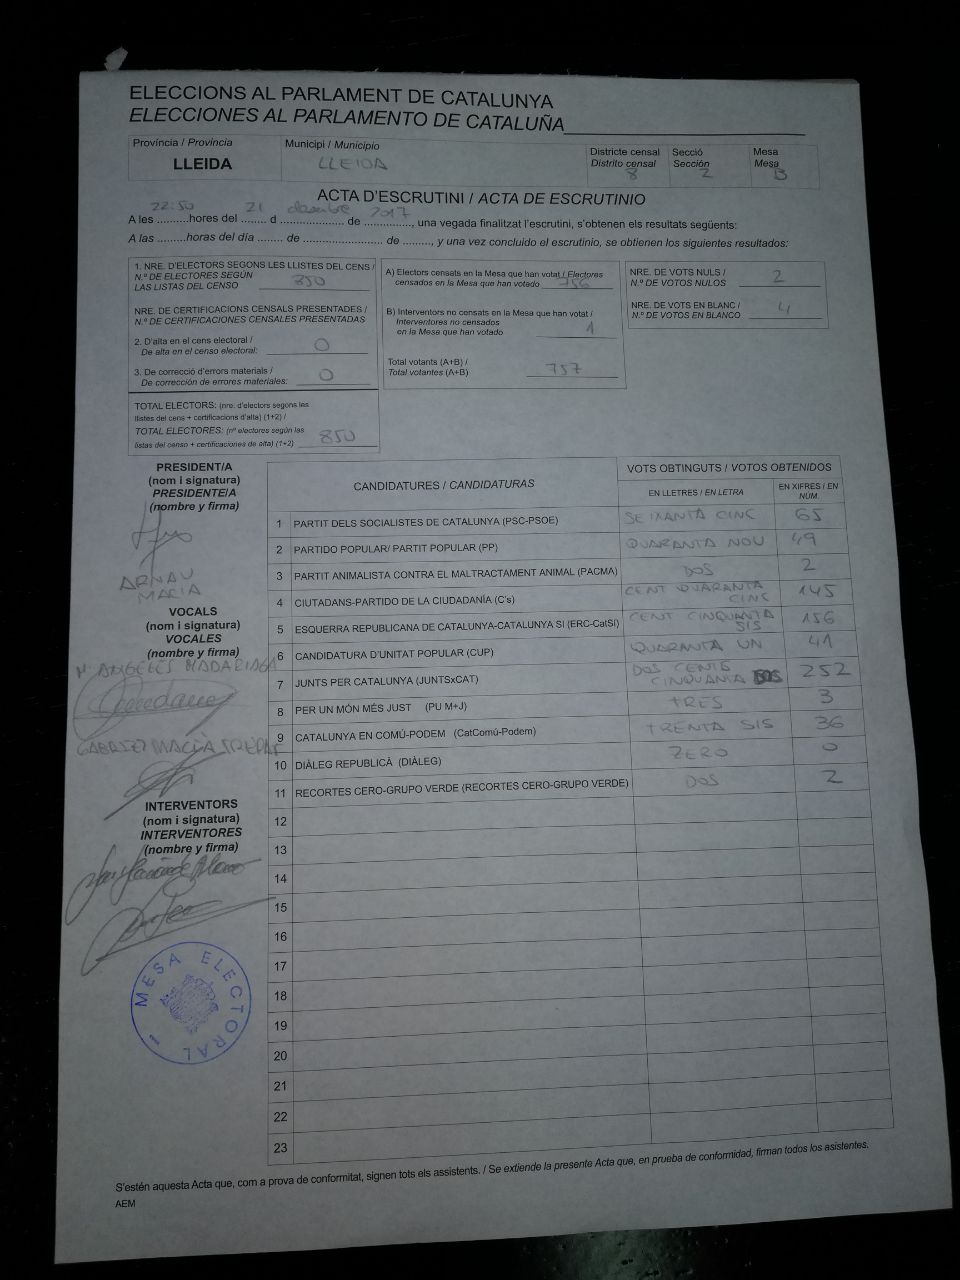 ELECCIONS AL PARLAMENT DE CATALUNYA
ELECCIONES AL PARLAMENTO DE CATALUÑA
Província / Provincia
LLEIDA
Municipi / Municipio
LLEIDA
Districte censal
Distrito censal
8
Secció
Sección
2
Mesa
Mesa
B
ACTA D'ESCRUTINI / ACTA DE ESCRUTINIO
A les 22:50 hores del 21 d desembre de 2017, una vegada finalitzat l'escrutini, s'obtenen els resultats següents:
A las ..........horas del día ........ de .......................... de .........., y una vez concluido el escrutinio, se obtienen los siguientes resultados:
1. NRE. D'ELECTORS SEGONS LES LLISTES DEL CENS /
N.º DE ELECTORES SEGÚN
LAS LISTAS DEL CENSO 850
NRE. DE CERTIFICACIONS CENSALS PRESENTADES /
N.º DE CERTIFICACIONES CENSALES PRESENTADAS
2. D'alta en el cens electoral /
De alta en el censo electoral: 0
3. De correcció d'errors materials /
De corrección de errores materiales: 0
TOTAL ELECTORS: (nre. d'electors segons les
llistes del cens + certificacions d'alta) (1+2) /
TOTAL ELECTORES: (nº electores según las
listas del censo + certificaciones de alta) (1+2) 850
A) Electors censats en la Mesa que han votat / Electores
censados en la Mesa que han votado 756
B) Interventors no censats en la Mesa que han votat /
Interventores no censados
en la Mesa que han votado 1
Total votants (A+B) /
Total votantes (A+B) 757
NRE. DE VOTS NULS /
N.º DE VOTOS NULOS 2
NRE. DE VOTS EN BLANC /
N.º DE VOTOS EN BLANCO 4
PRESIDENT/A
(nom i signatura)
PRESIDENTE/A
(nombre y firma)
ARNAU
MACIÀ
VOCALS
(nom i signatura)
VOCALES
(nombre y firma)
Mª ANGELES MADARIAGA
GABRIEL MACIÀ TREPAT
INTERVENTORS
(nom i signatura)
INTERVENTORES
(nombre y firma)
MESA ELECTORAL
CANDIDATURES / CANDIDATURAS
VOTS OBTINGUTS / VOTOS OBTENIDOS
EN LLETRES / EN LETRA
EN XIFRES / EN NÚM.
1 PARTIT DELS SOCIALISTES DE CATALUNYA (PSC-PSOE) SEIXANTA CINC 65
2 PARTIDO POPULAR/ PARTIT POPULAR (PP) QUARANTA NOU 49
3 PARTIT ANIMALISTA CONTRA EL MALTRACTAMENT ANIMAL (PACMA) DOS 2
4 CIUTADANS-PARTIDO DE LA CIUDADANÍA (C's) CENT QUARANTA CINC 145
5 ESQUERRA REPUBLICANA DE CATALUNYA-CATALUNYA SI (ERC-CatSí) CENT CINQUANTA SIS 156
6 CANDIDATURA D'UNITAT POPULAR (CUP) QUARANTA UN 41
7 JUNTS PER CATALUNYA (JUNTSxCAT) DOS CENTS CINQUANTA DOS 252
8 PER UN MÓN MÉS JUST (PU M+J) TRES 3
9 CATALUNYA EN COMÚ-PODEM (CatComú-Podem) TRENTA SIS 36
10 DIÀLEG REPUBLICÀ (DIÀLEG) ZERO 0
11 RECORTES CERO-GRUPO VERDE (RECORTES CERO-GRUPO VERDE) DOS 2
12
13
14
15
16
17
18
19
20
21
22
23
S'estén aquesta Acta que, com a prova de conformitat, signen tots els assistents. / Se extiende la presente Acta que, en prueba de conformidad, firman todos los asistentes.
AEM